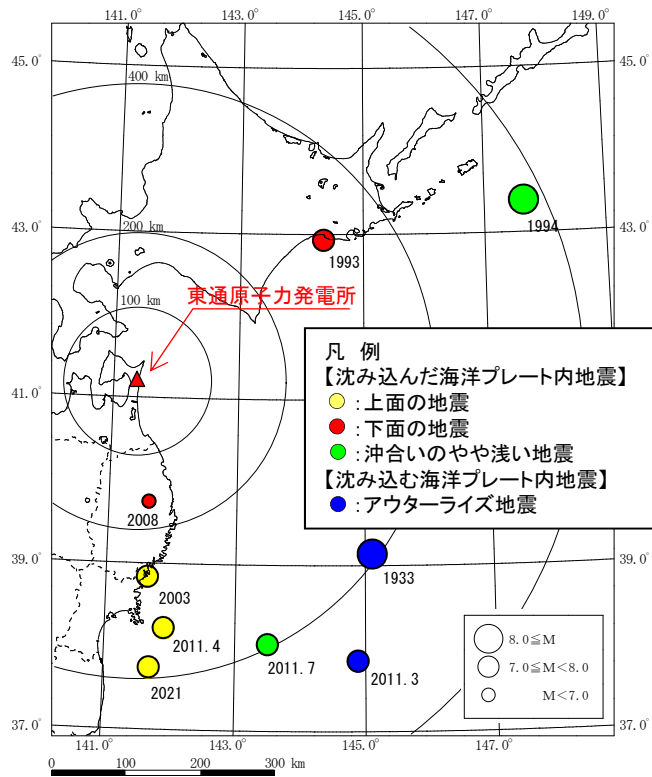 141.0° 143.0° 145.0° 147.0° 149.0°
45.0° 45.0°
400 km
43.0° 43.0°
200 km
1994
1993
東通原子力発電所
100 km
41.0° 41.0°
凡 例
【沈み込んだ海洋プレート内地震】
:上面の地震
:下面の地震
:沖合いのやや浅い地震
【沈み込む海洋プレート内地震】
:アウターライズ地震
2008
39.0° 39.0°
1933
2003
2011.4
2011.7
2011.3
2021
8.0≦M
7.0≦M<8.0
M<7.0
37.0° 37.0°
141.0° 143.0° 145.0° 147.0°
0 100 200 300 km